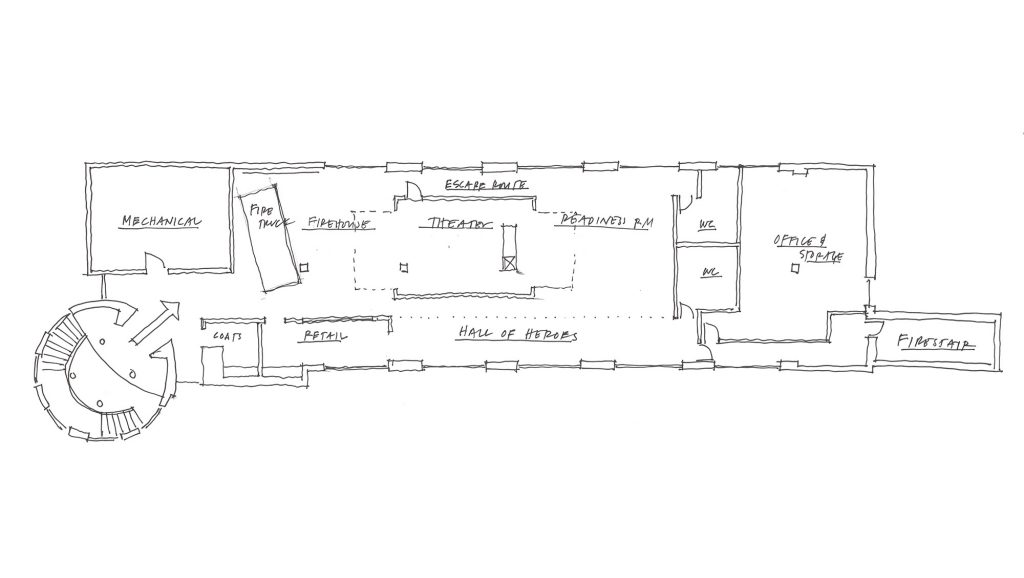 ESCAPE ROUTE
MECHANICAL
FIRE
TRUCK
FIREHOUSE
THEATER
READINESS RM
WC
OFFICE &
STORAGE
WC
COATS
RETAIL
HALL OF HEROES
FIRESTAIR